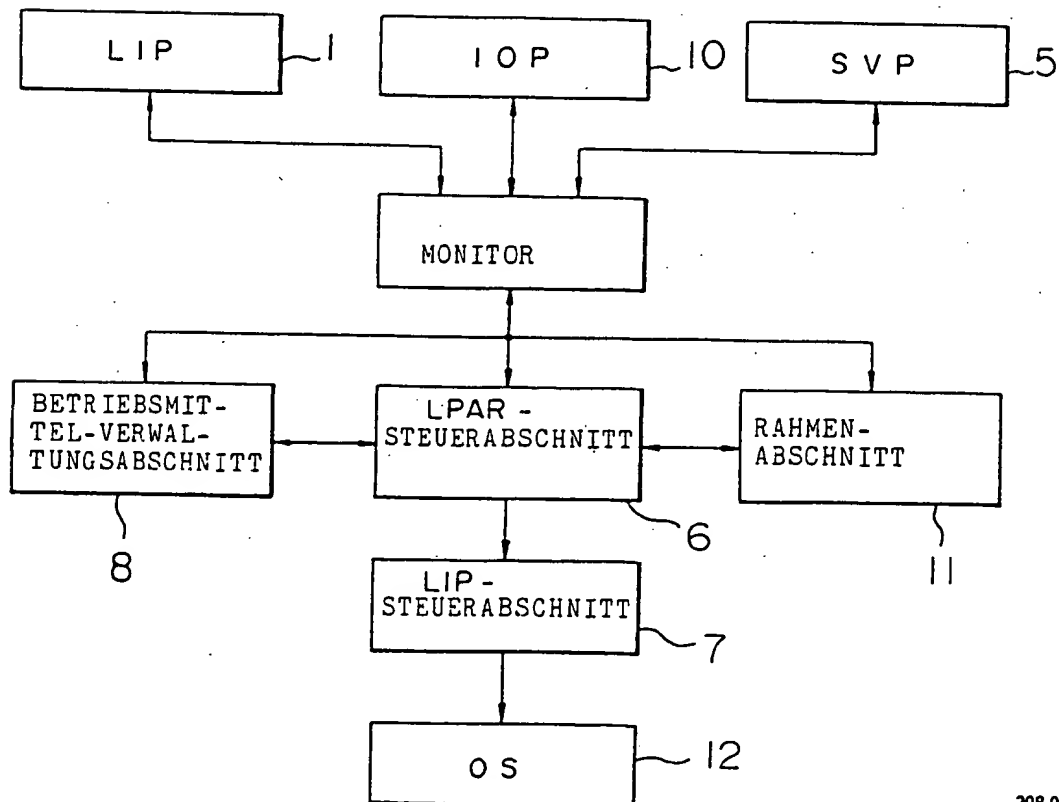 LIP
1
IOP
10
SVP
5
MONITOR
BETRIEBSMIT-
TEL-VERWAL-
TUNGSABSCHNITT
8
LPAR-
STEUERABSCHNITT
6
RAHMEN-
ABSCHNITT
11
LIP-
STEUERABSCHNITT
7
OS
12